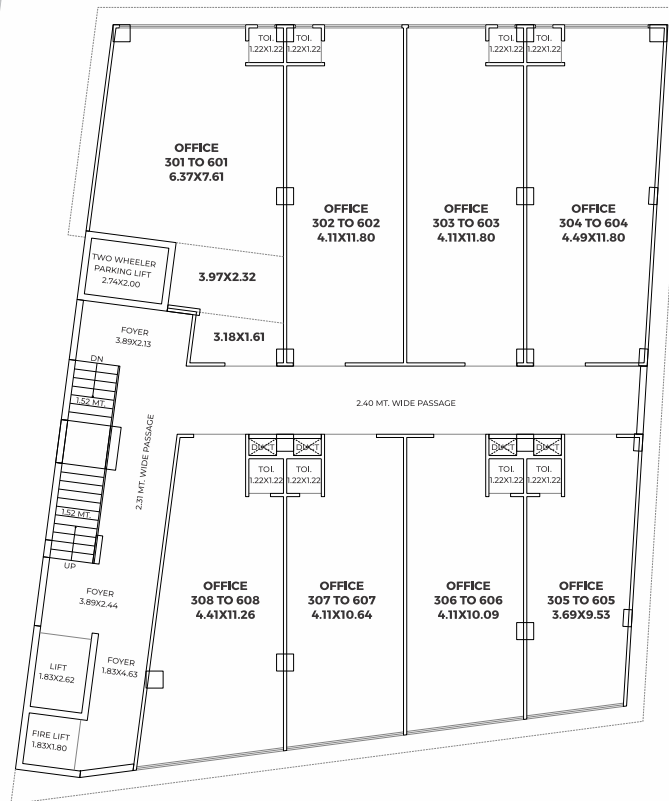 TOI.
1.22X1.22
TOI.
1.22X1.22
TOI.
1.22X1.22
TOI.
1.22X1.22
OFFICE
301 TO 601
6.37X7.61
OFFICE
302 TO 602
4.11X11.80
OFFICE
303 TO 603
4.11X11.80
OFFICE
304 TO 604
4.49X11.80
TWO WHEELER
PARKING LIFT
2.74X2.00
3.97X2.32
FOYER
3.89X2.13
3.18X1.61
DN
1.52 MT.
2.40 MT. WIDE PASSAGE
2.31 MT. WIDE PASSAGE
DUCT
DUCT
DUCT
DUCT
TOI.
1.22X1.22
TOI.
1.22X1.22
TOI.
1.22X1.22
TOI.
1.22X1.22
1.52 MT.
UP
FOYER
3.89X2.44
OFFICE
308 TO 608
4.41X11.26
OFFICE
307 TO 607
4.11X10.64
OFFICE
306 TO 606
4.11X10.09
OFFICE
305 TO 605
3.69X9.53
LIFT
1.83X2.62
FOYER
1.83X4.63
FIRE LIFT
1.83X1.80